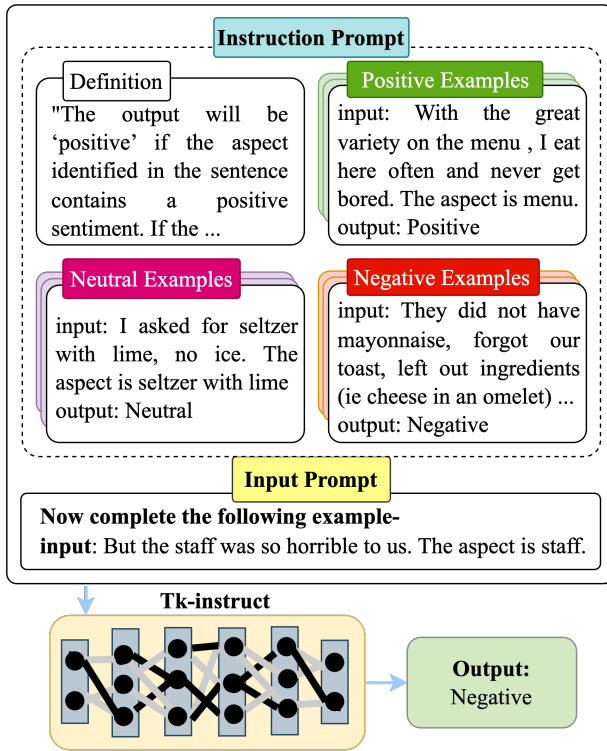 Instruction Prompt
Definition
"The output will be
‘positive’ if the aspect
identified in the sentence
contains a positive
sentiment. If the ...
Positive Examples
input: With the great
variety on the menu , I eat
here often and never get
bored. The aspect is menu.
output: Positive
Neutral Examples
input: I asked for seltzer
with lime, no ice. The
aspect is seltzer with lime
output: Neutral
Negative Examples
input: They did not have
mayonnaise, forgot our
toast, left out ingredients
(ie cheese in an omelet) ...
output: Negative
Input Prompt
Now complete the following example-
input: But the staff was so horrible to us. The aspect is staff.
Tk-instruct
Output:
Negative